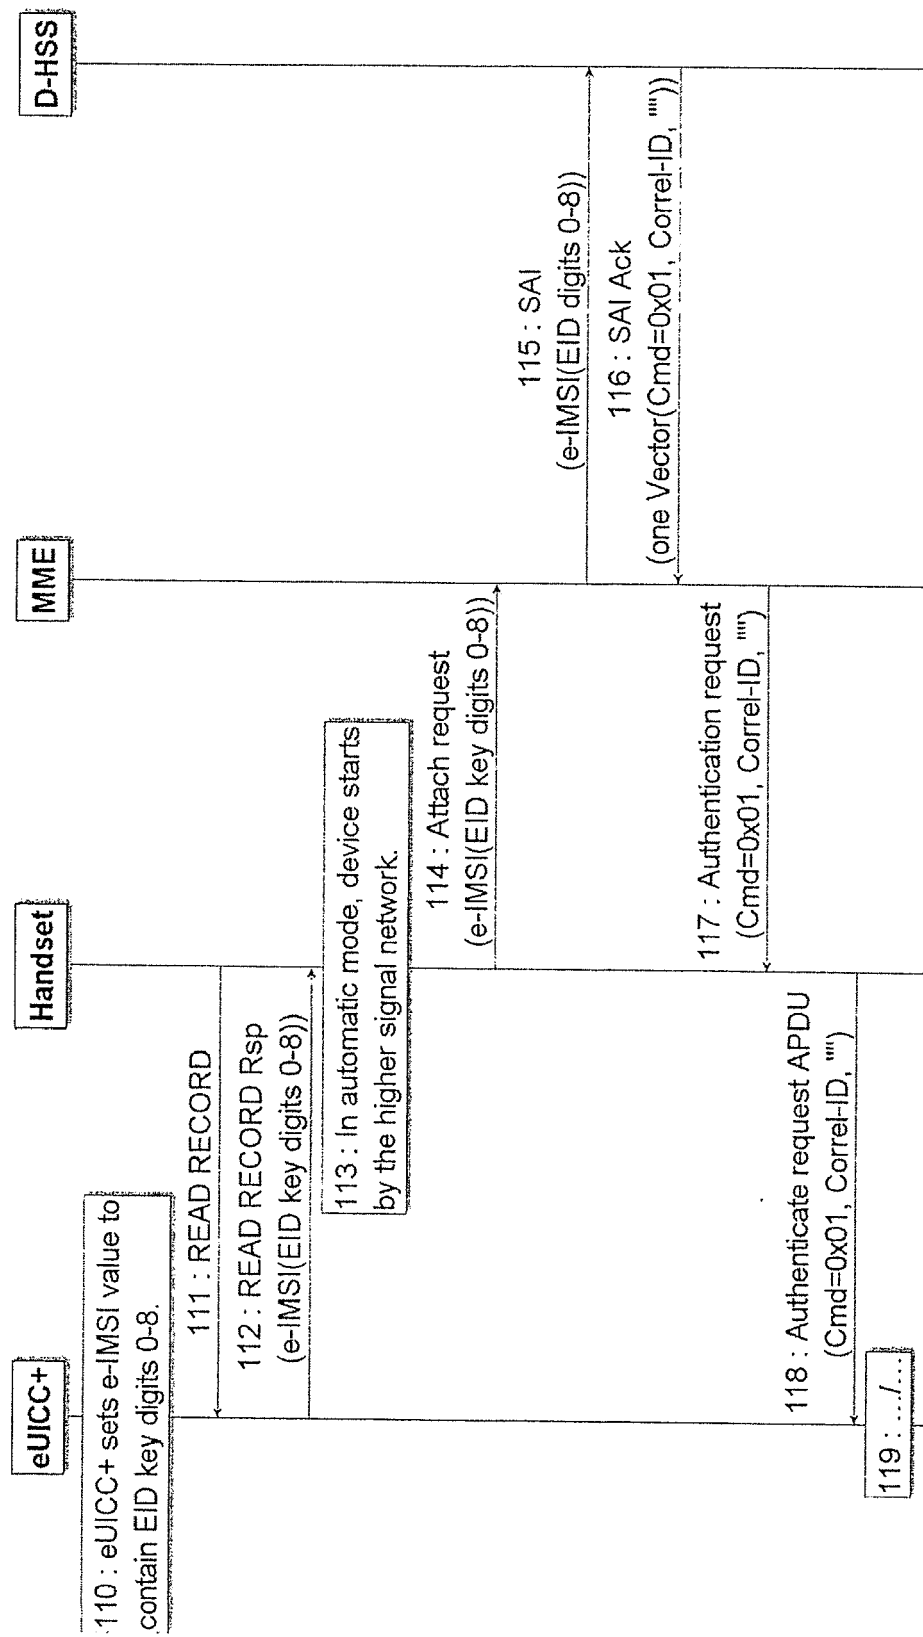 eUICC+
Handset
MME
D-HSS
110 : eUICC+ sets e-IMSI value to
contain EID key digits 0-8.
111 : READ RECORD
112 : READ RECORD Rsp
(e-IMSI(EID key digits 0-8))
113 : In automatic mode, device starts
by the higher signal network.
114 : Attach request
(e-IMSI(EID key digits 0-8))
115 : SAI
(e-IMSI(EID digits 0-8))
116 : SAI Ack
(one Vector(Cmd=0x01, Correl-ID, ""))
117 : Authentication request
(Cmd=0x01, Correl-ID, "")
118 : Authenticate request APDU
(Cmd=0x01, Correl-ID, "")
119 : .../...